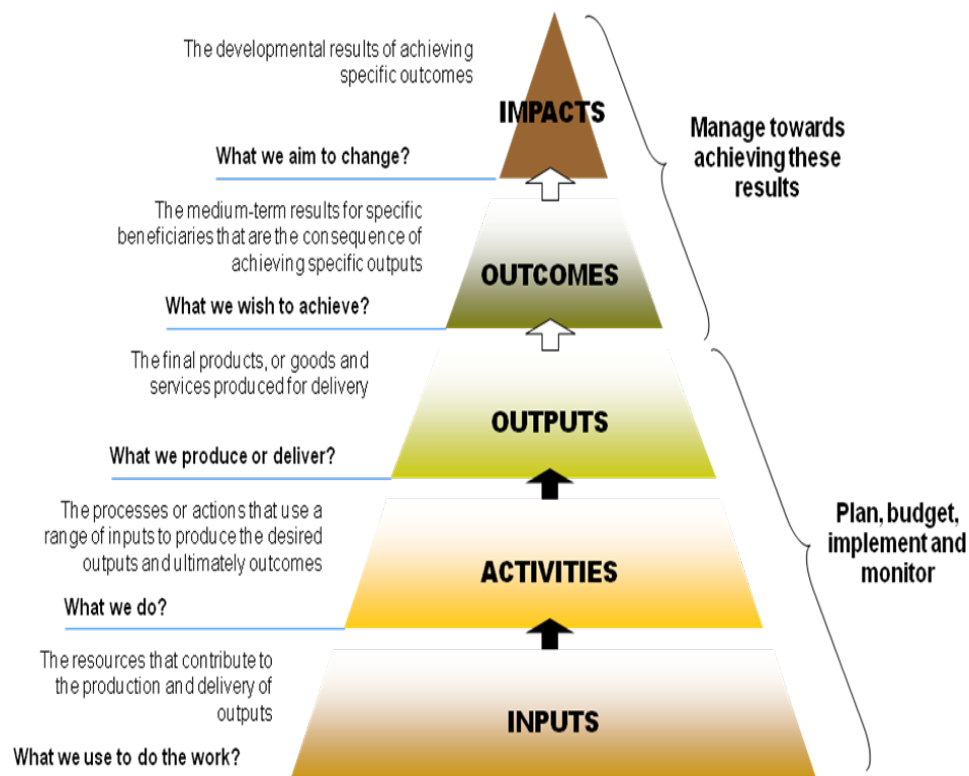 The developmental results of achieving
specific outcomes
IMPACTS
What we aim to change?
Manage towards
achieving these
results
The medium-term results for specific
beneficiaries that are the consequence of
achieving specific outputs
OUTCOMES
What we wish to achieve?
The final products, or goods and
services produced for delivery
OUTPUTS
What we produce or deliver?
The processes or actions that use a
range of inputs to produce the desired
outputs and ultimately outcomes
ACTIVITIES
What we do?
Plan, budget,
implement and
monitor
The resources that contribute to
the production and delivery of
outputs
INPUTS
What we use to do the work?